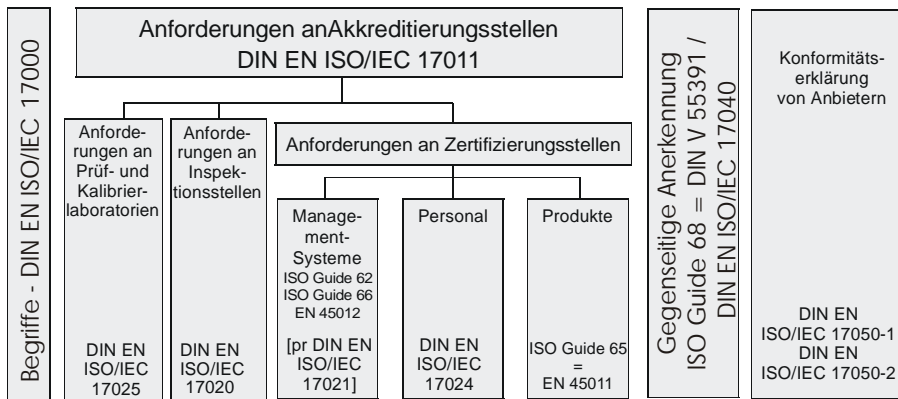 Begriffe - DIN EN ISO/IEC 17000
Anforderungen anAkkreditierungsstellen
DIN EN ISO/IEC 17011
Anforde-
rungen an
Prüf- und
Kalibrier-
laboratorien
DIN EN
ISO/IEC
17025
Anforde-
rungen an
Inspek-
tionsstellen
DIN EN
ISO/IEC
17020
Anforderungen an Zertifizierungsstellen
Manage-
ment-
Systeme
ISO Guide 62
ISO Guide 66
EN 45012
[pr DIN EN
ISO/IEC
17021]
Personal
DIN EN
ISO/IEC
17024
Produkte
ISO Guide 65
=
EN 45011
Gegenseitige Anerkennung
ISO Guide 68 = DIN V 55391 /
DIN EN ISO/IEC 17040
Konformitäts-
erklärung
von Anbietern
DIN EN
ISO/IEC 17050-1
DIN EN
ISO/IEC 17050-2